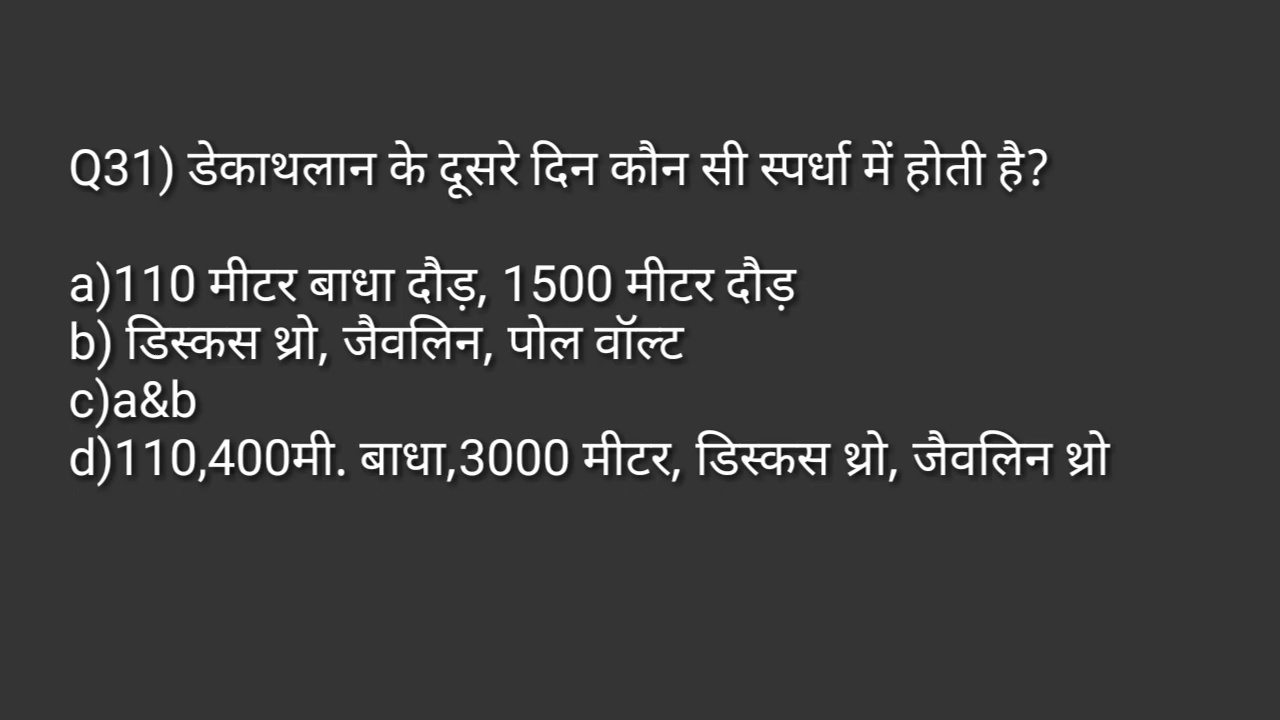 Q31) डेकाथलान के दूसरे दिन कौन सी स्पर्धा में होती है?
a)110 मीटर बाधा दौड़, 1500 मीटर दौड़
b) डिस्कस थ्रो, जैवलिन, पोल वॉल्ट
c)a&b
d)110,400मी. बाधा,3000 मीटर, डिस्कस थ्रो, जैवलिन थ्रो